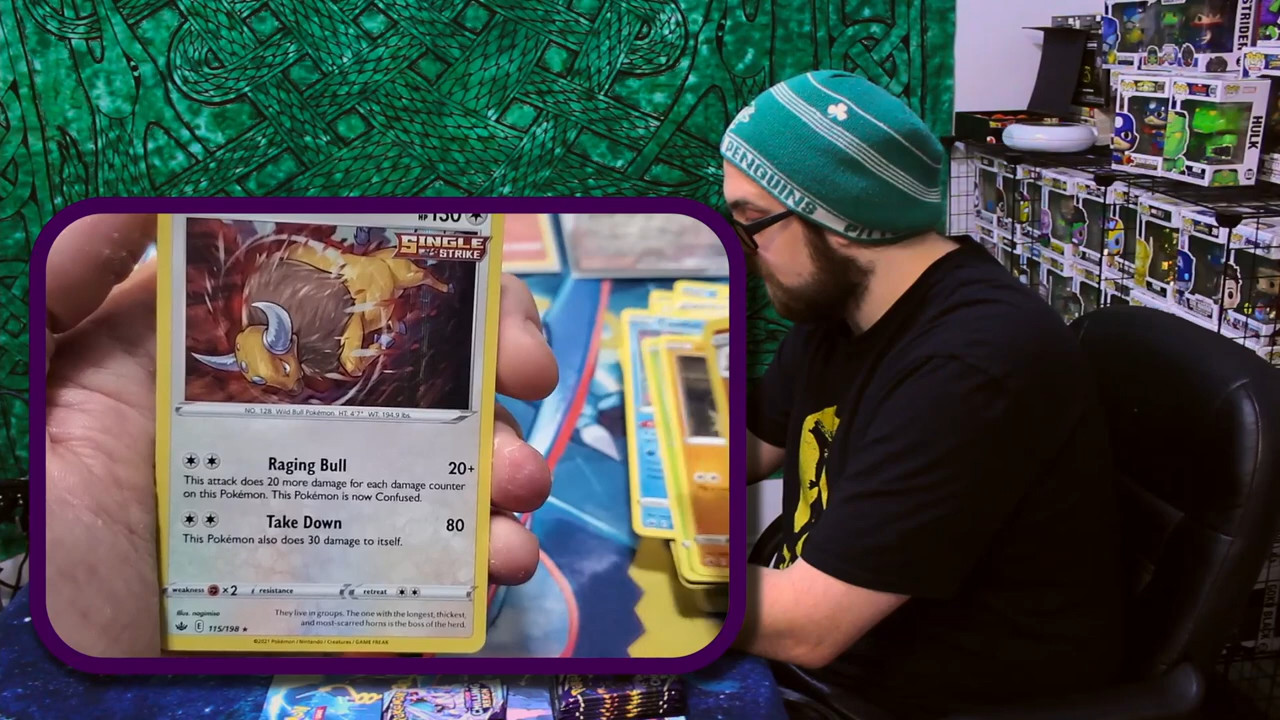 HP 130
SINGLE
STRIKE
NO. 128 Wild Bull Pokémon. HT. 4'7" WT. 194.9 lbs.
Raging Bull 20+
This attack does 20 more damage for each damage counter
on this Pokémon. This Pokémon is now Confused.
Take Down 80
This Pokémon also does 30 damage to itself.
weakness ×2 resistance retreat
Illus. nagimiso
They live in groups. The one with the longest, thickest,
and most-scarred horns is the boss of the herd.
E 115/198
©2021 Pokémon / Nintendo / Creatures / GAME FREAK
PENGUINS
PITT
HULK
STRIDER
CHILLING
REIGN